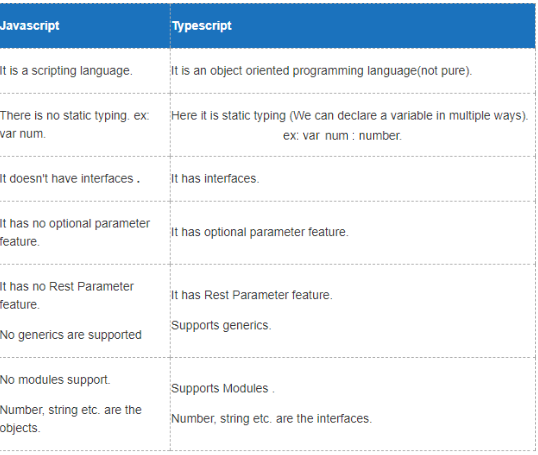 Javascript
Typescript
It is a scripting language.
It is an object oriented programming language(not pure).
There is no static typing. ex:
var num.
Here it is static typing (We can declare a variable in multiple ways).
ex: var num : number.
It doesn't have interfaces .
It has interfaces.
It has no optional parameter
feature.
It has optional parameter feature.
It has no Rest Parameter
feature.
No generics are supported
It has Rest Parameter feature.
Supports generics.
No modules support.
Number, string etc. are the
objects.
Supports Modules .
Number, string etc. are the interfaces.